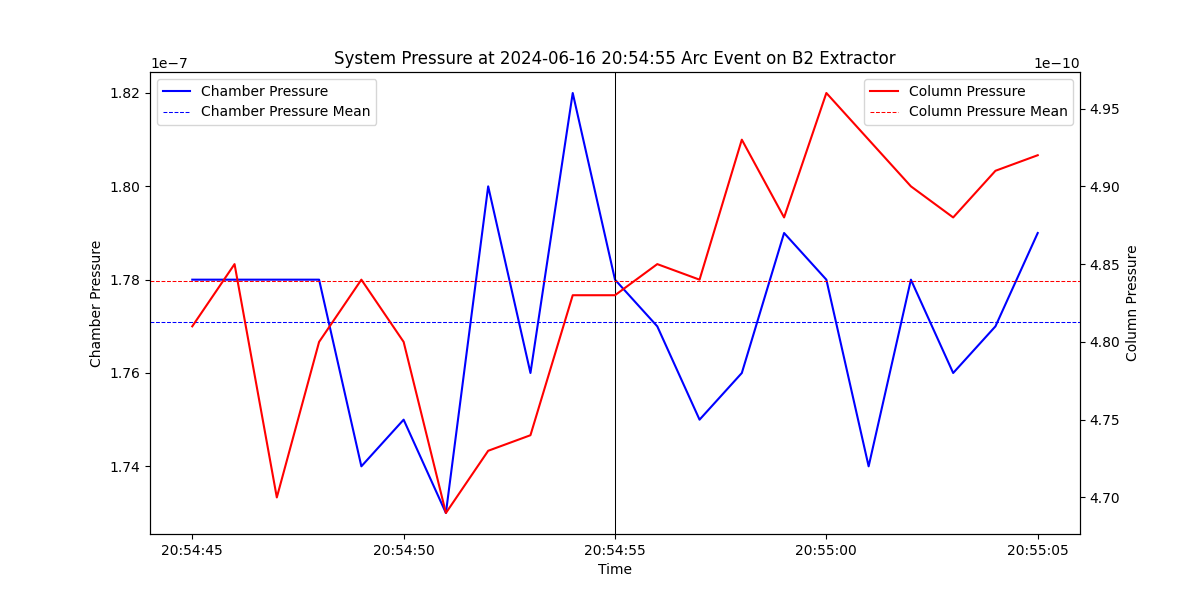 System Pressure at 2024-06-16 20:54:55 Arc Event on B2 Extractor
1e−7
1e−10
Chamber Pressure
Chamber Pressure Mean
Column Pressure
Column Pressure Mean
1.82
1.80
1.78
1.76
1.74
Chamber Pressure
4.95
4.90
4.85
4.80
4.75
4.70
Column Pressure
20:54:45
20:54:50
20:54:55
20:55:00
20:55:05
Time